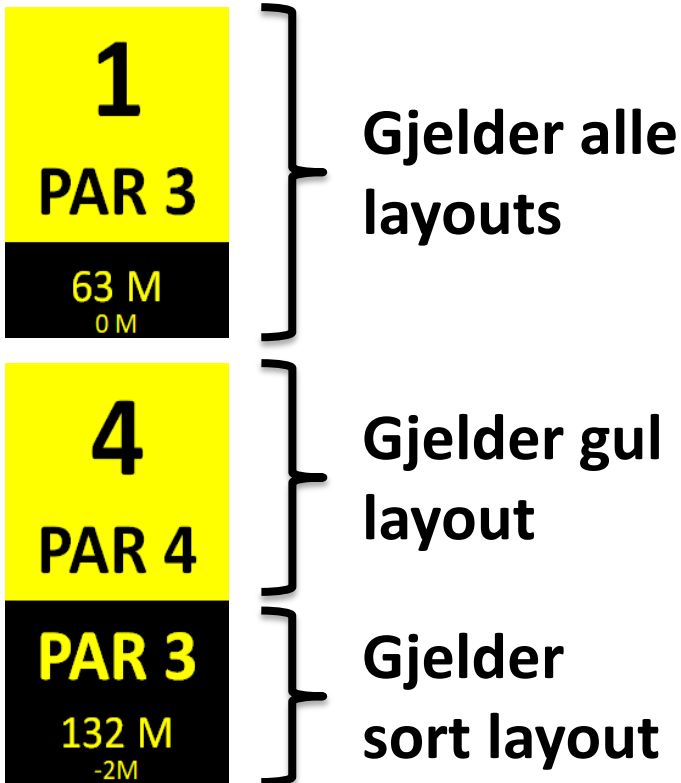 1
PAR 3
63 M
0 M
Gjelder alle
layouts
4
PAR 4
Gjelder gul
layout
PAR 3
132 M
-2M
Gjelder
sort layout